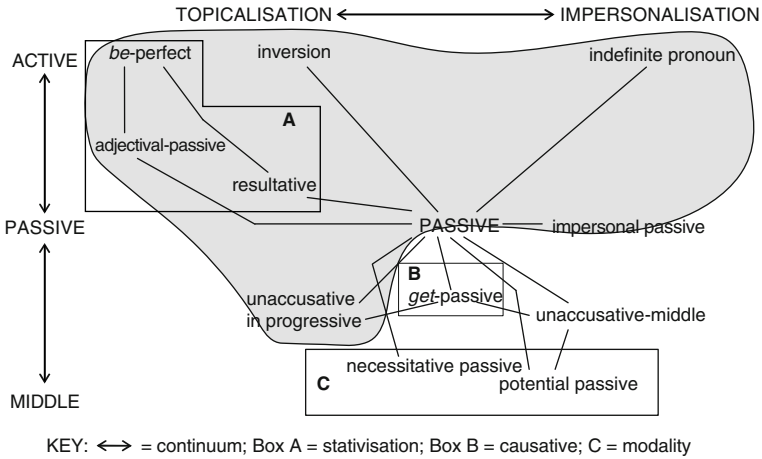 TOPICALISATION IMPERSONALISATION
ACTIVE be-perfect inversion indefinite pronoun
A
adjectival-passive
resultative
PASSIVE PASSIVE impersonal passive
B
unaccusative get-passive
in progressive unaccusative-middle
necessitative passive
C potential passive
MIDDLE
KEY: ↔ = continuum; Box A = stativisation; Box B = causative; C = modality